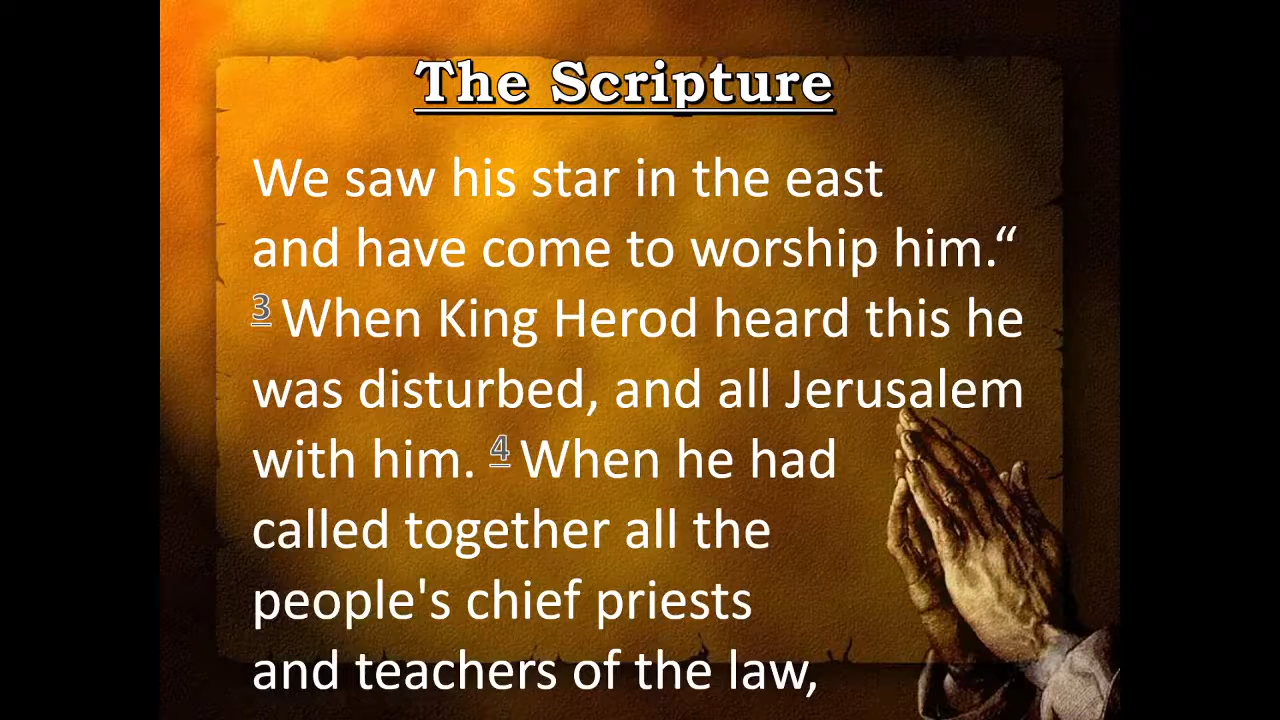 The Scripture
We saw his star in the east
and have come to worship him.“
3 When King Herod heard this he
was disturbed, and all Jerusalem
with him. 4 When he had
called together all the
people's chief priests
and teachers of the law,